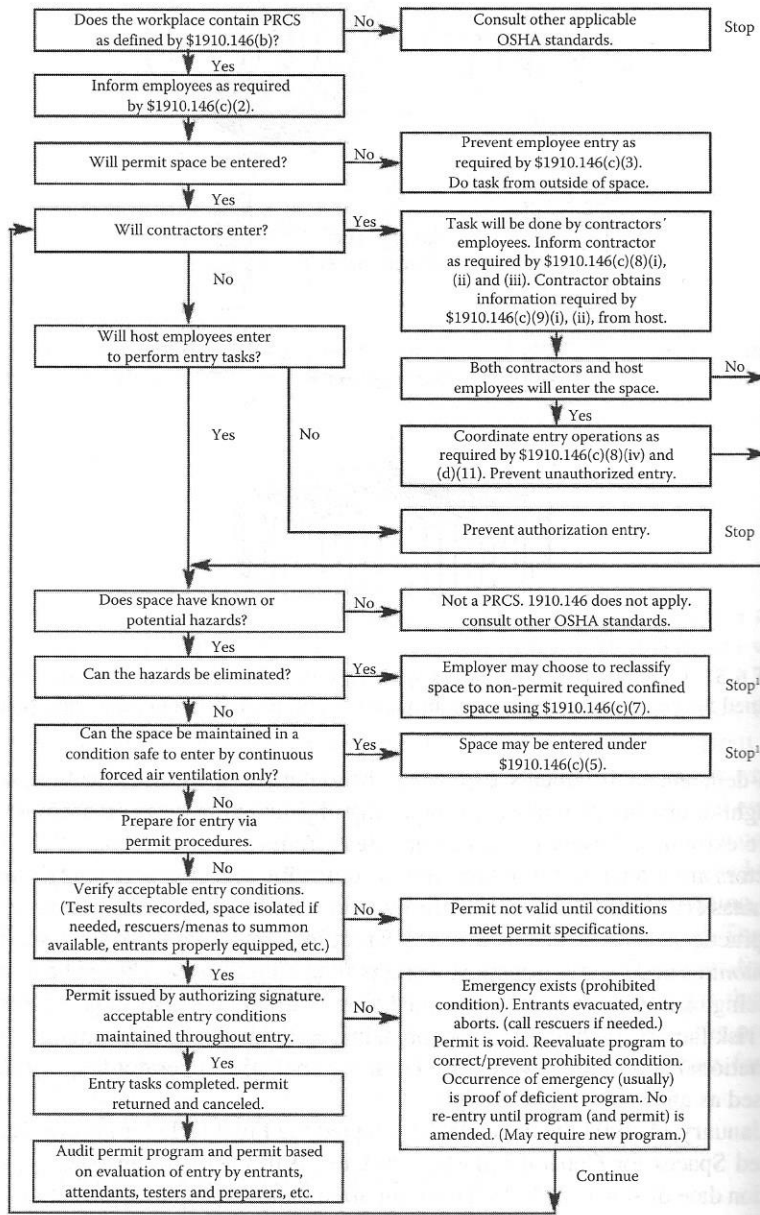 Does the workplace contain PRCS
as defined by $1910.146(b)?
No
Consult other applicable
OSHA standards.
Stop
Yes
Inform employees as required
by $1910.146(c)(2).
Will permit space be entered?
No
Prevent employee entry as
required by $1910.146(c)(3).
Do task from outside of space.
Yes
Will contractors enter?
Yes
Task will be done by contractors'
employees. Inform contractor
as required by $1910.146(c)(8)(i),
(ii) and (iii). Contractor obtains
information required by
$1910.146(c)(9)(i), (ii), from host.
No
Will host employees enter
to perform entry tasks?
Both contractors and host
employees will enter the space.
No
Yes
Yes
No
Coordinate entry operations as
required by $1910.146(c)(8)(iv) and
(d)(11). Prevent unauthorized entry.
Prevent authorization entry.
Stop
Does space have known or
potential hazards?
No
Not a PRCS. 1910.146 does not apply.
consult other OSHA standards.
Yes
Can the hazards be eliminated?
Yes
Employer may choose to reclassify
space to non-permit required confined
space using $1910.146(c)(7).
Stop¹
No
Can the space be maintained in a
condition safe to enter by continuous
forced air ventilation only?
Yes
Space may be entered under
$1910.146(c)(5).
Stop¹
No
Prepare for entry via
permit procedures.
No
Verify acceptable entry conditions.
(Test results recorded, space isolated if
needed, rescuers/menas to summon
available, entrants properly equipped, etc.)
No
Permit not valid until conditions
meet permit specifications.
Yes
Permit issued by authorizing signature.
acceptable entry conditions
maintained throughout entry.
No
Emergency exists (prohibited
condition). Entrants evacuated, entry
aborts. (call rescuers if needed.)
Permit is void. Reevaluate program to
correct/prevent prohibited condition.
Occurrence of emergency (usually)
is proof of deficient program. No
re-entry until program (and permit) is
amended. (May require new program.)
Yes
Entry tasks completed. permit
returned and canceled.
Audit permit program and permit based
on evaluation of entry by entrants,
attendants, testers and preparers, etc.
Continue